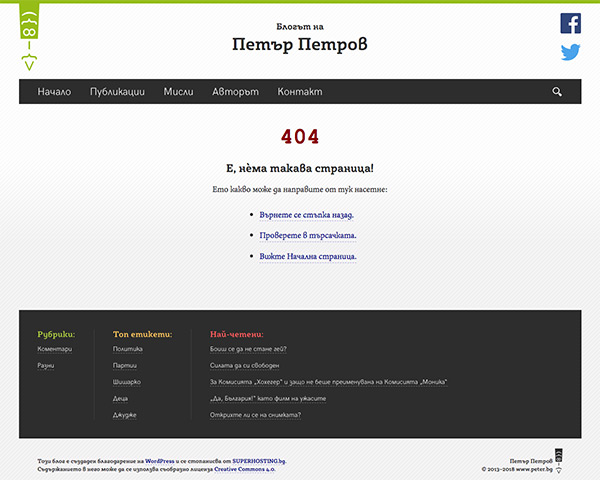 Блогът на
Петър Петров
Начало Публикации Мисли Авторът Контакт
404
Е, нѐма такава страница!
Ето какво може да направите от тук насетне:
Върнете се стъпка назад.
Проверете в търсачката.
Вижте Начална страница.
Рубрики: Топ етикети: Най-четени:
Коментари Политика Боиш се да не стане гей?
Разни Партии Силата да си свободен
Шишарко За Комисията „Хохегер“ и защо не беше преименувана на Комисията „Моника“
Деца „Да, България!“ като филм на ужасите
Джудже Открихте ли се на снимката?
Този блог е създаден благодарение на WordPress и се стопанисва от SUPERHOSTING.bg.
Съдържанието в него може да се използва съобразно лиценза Creative Commons 4.0.
Петър Петров
© 2013–2018 www.peter.bg